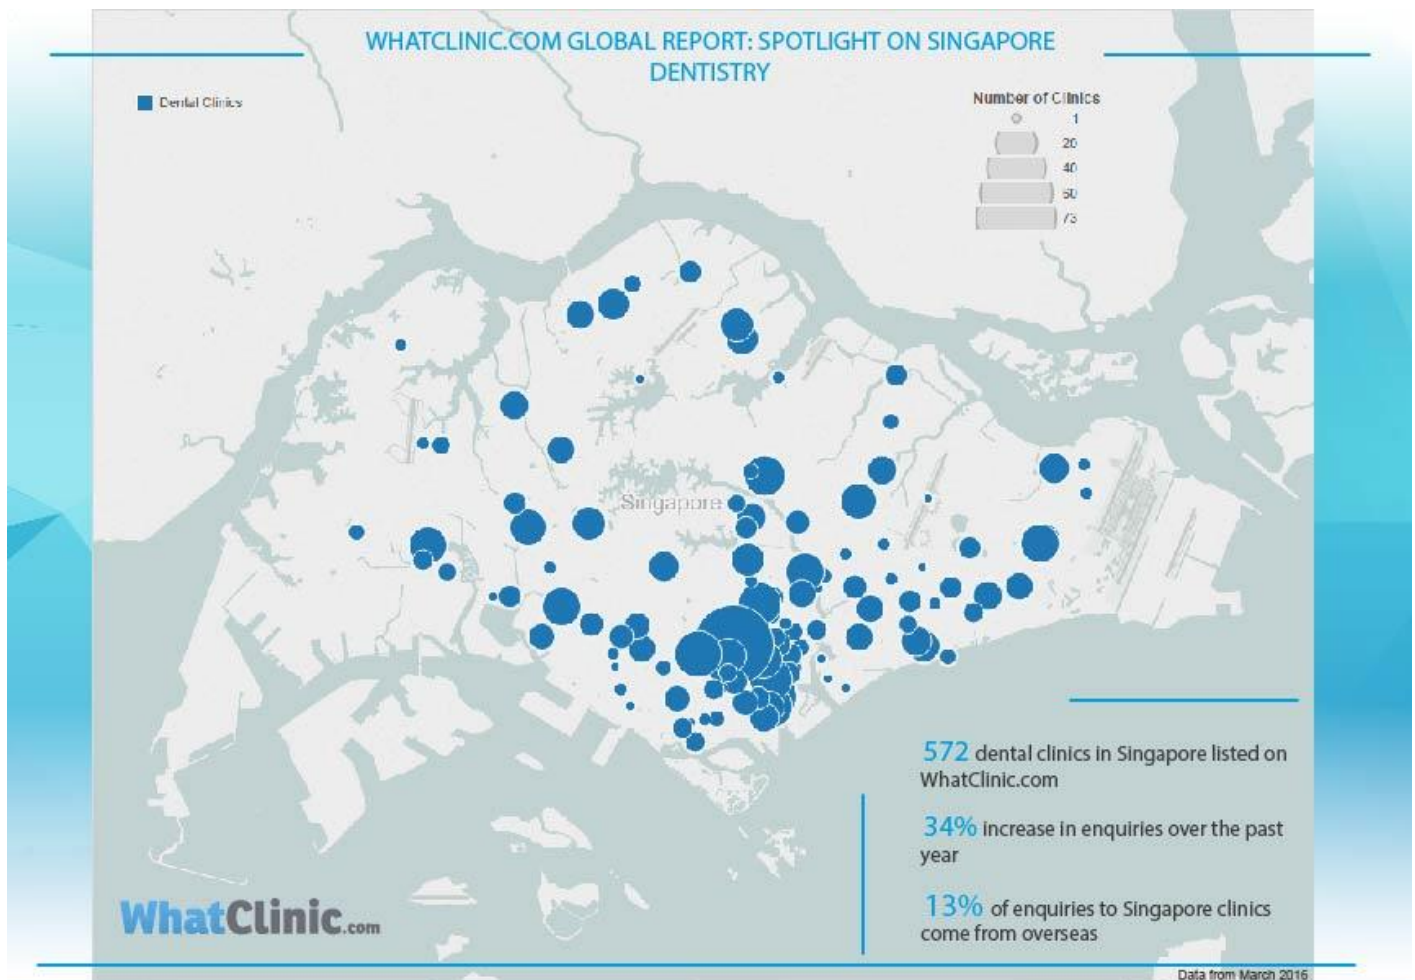 WHATCLINIC.COM GLOBAL REPORT: SPOTLIGHT ON SINGAPORE
DENTISTRY
Dental Clinics
Number of Clinics
1
20
40
60
73
Singapore
572 dental clinics in Singapore listed on
WhatClinic.com
34% increase in enquiries over the past
year
13% of enquiries to Singapore clinics
come from overseas
WhatClinic.com
Data from March 2016